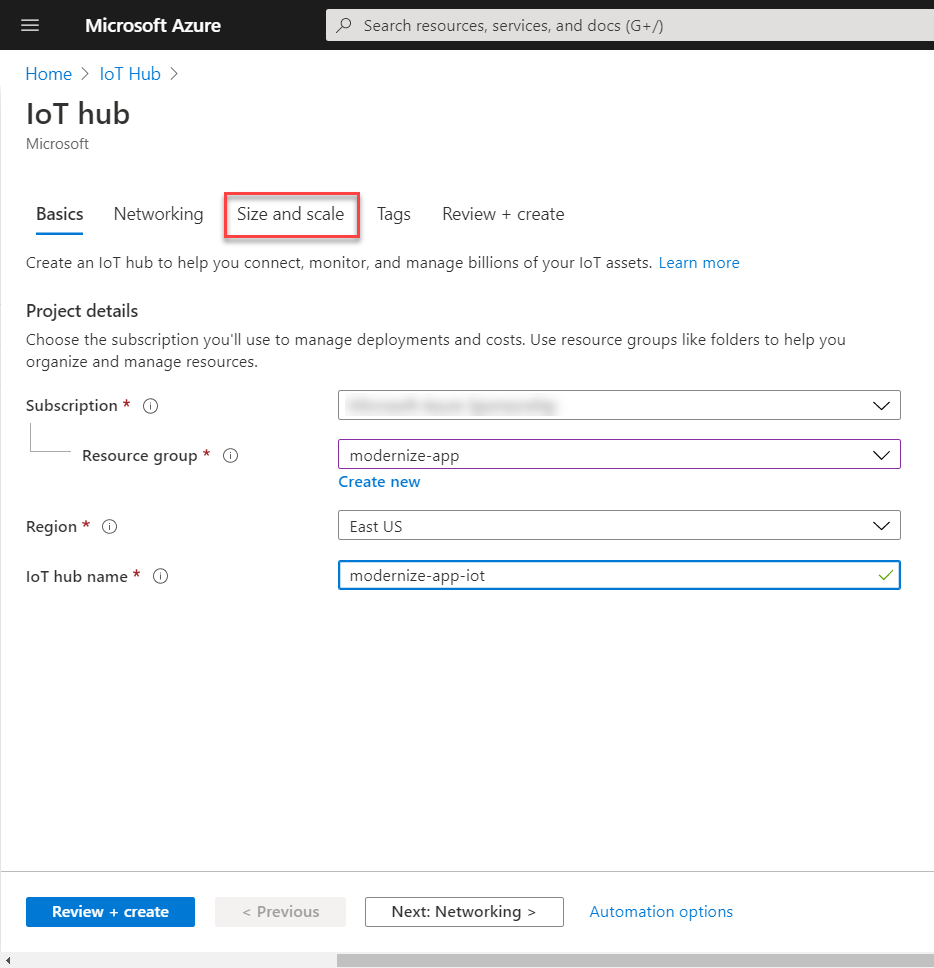 Microsoft Azure
Search resources, services, and docs (G+/)
Home > IoT Hub >
IoT hub
Microsoft
Basics Networking Size and scale Tags Review + create
Create an IoT hub to help you connect, monitor, and manage billions of your IoT assets. Learn more
Project details
Choose the subscription you'll use to manage deployments and costs. Use resource groups like folders to help you
organize and manage resources.
Subscription *
Resource group * modernize-app
Create new
Region * East US
IoT hub name * modernize-app-iot
Review + create < Previous Next: Networking > Automation options